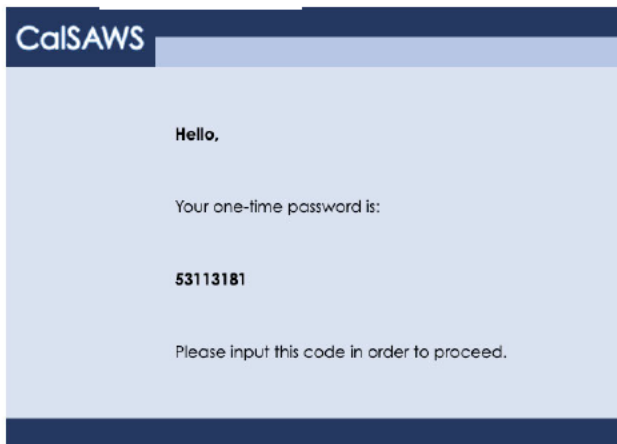 CalSAWS
Hello,
Your one-time password is:
53113181
Please input this code in order to proceed.